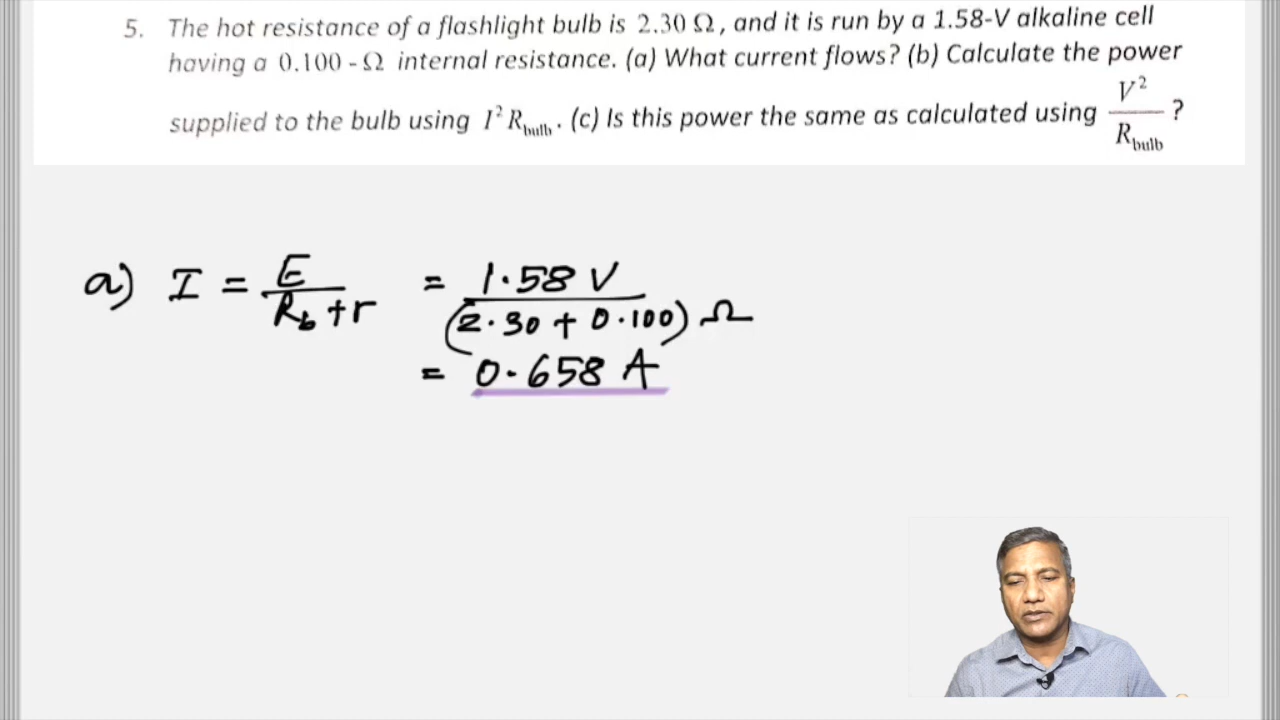 5. The hot resistance of a flashlight bulb is 2.30 Ω, and it is run by a 1.58-V alkaline cell
having a 0.100 - Ω internal resistance. (a) What current flows? (b) Calculate the power
supplied to the bulb using I² R_bulb. (c) Is this power the same as calculated using V²/R_bulb ?
a) I = E/(R_b + r) = 1.58 V/(2.30 + 0.100) Ω
= 0.658 A